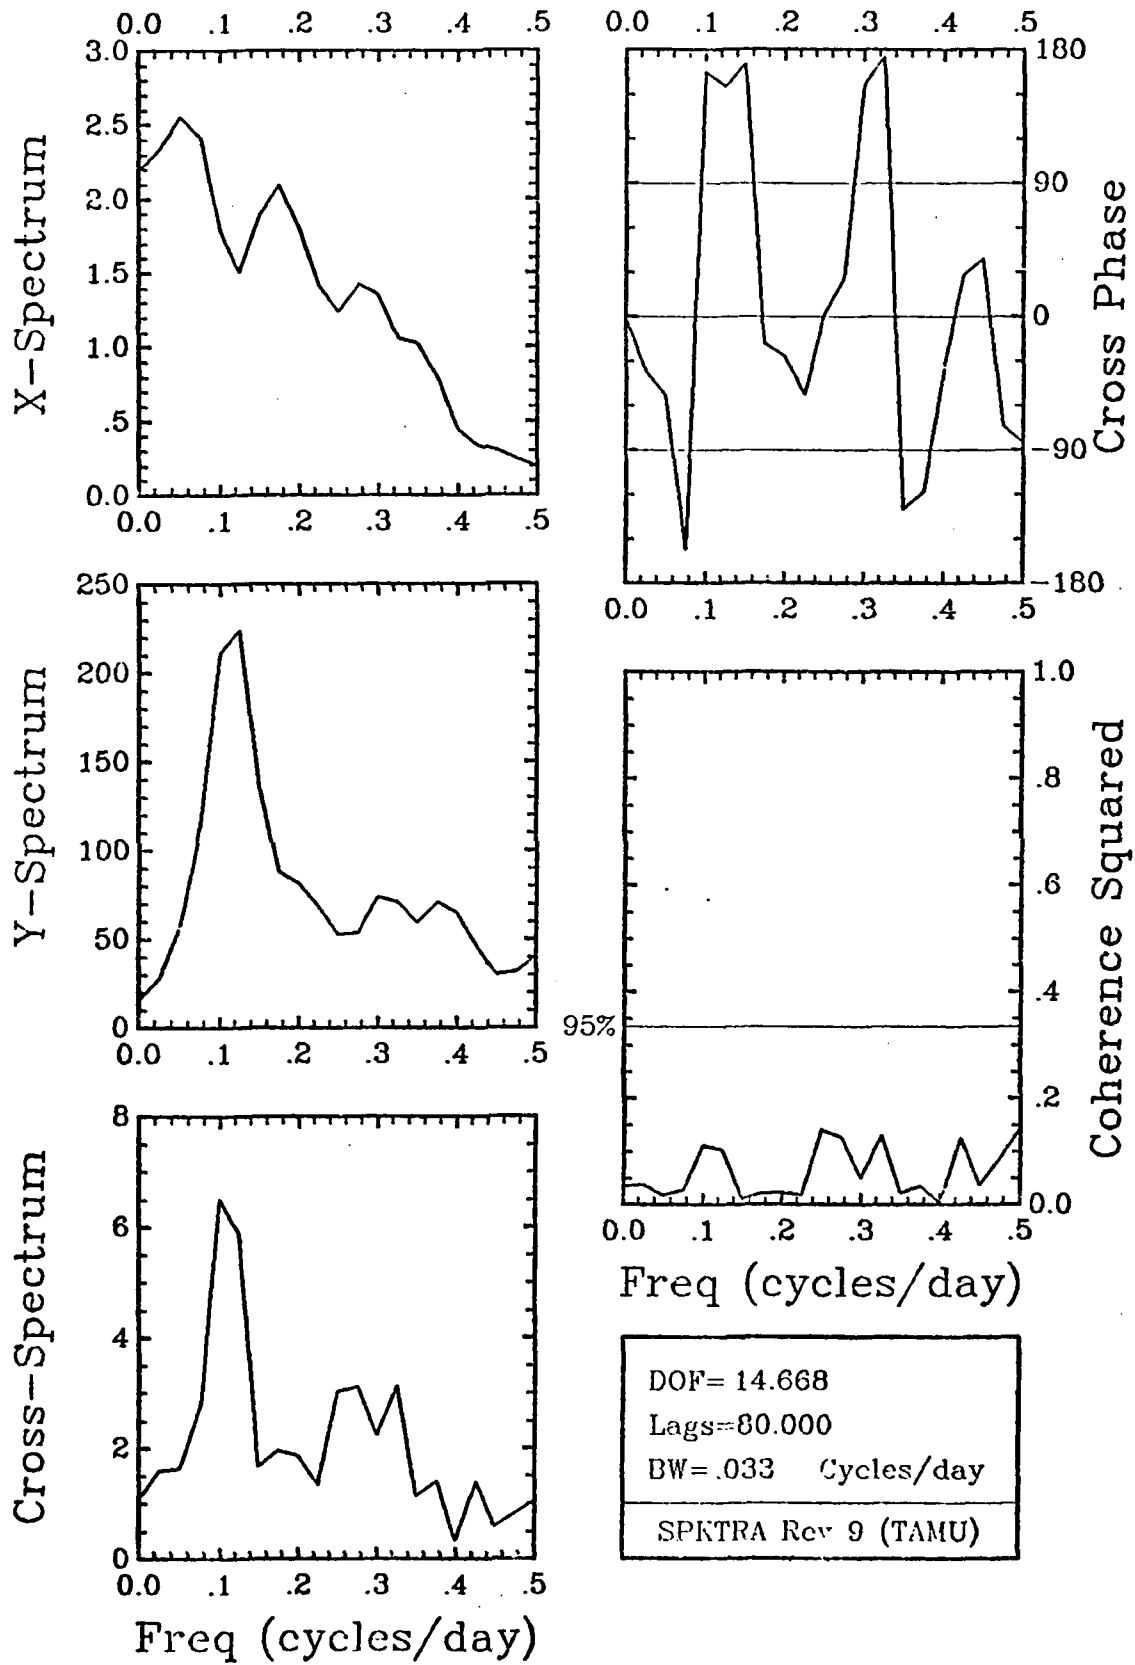 0.0 .1 .2 .3 .4 .5
3.0
2.5
2.0
1.5
1.0
.5
0.0
X-Spectrum
0.0 .1 .2 .3 .4 .5
0.0 .1 .2 .3 .4 .5
180
90
0
-90
-180
Cross Phase
0.0 .1 .2 .3 .4 .5
250
200
150
100
50
0
Y-Spectrum
0.0 .1 .2 .3 .4 .5
1.0
.8
.6
.4
.2
0.0
95%
Coherence Squared
0.0 .1 .2 .3 .4 .5
Freq (cycles/day)
8
6
4
2
0
Cross-Spectrum
0.0 .1 .2 .3 .4 .5
Freq (cycles/day)
DOF= 14.668
Lags=80.000
BW= .033 Cycles/day
SPKTRA Rev 9 (TAMU)